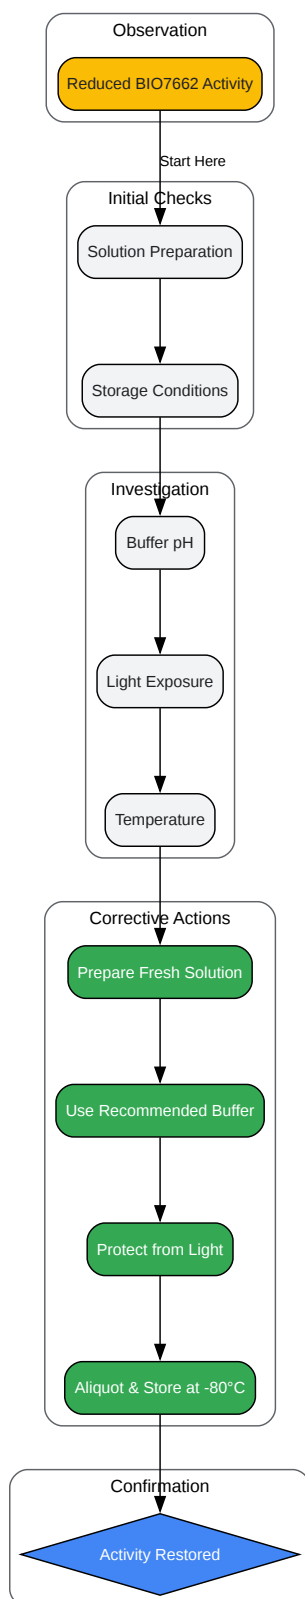 Observation
Reduced BIO7662 Activity
Start Here
Initial Checks
Solution Preparation
Storage Conditions
Investigation
Buffer pH
Light Exposure
Temperature
Corrective Actions
Prepare Fresh Solution
Use Recommended Buffer
Protect from Light
Aliquot & Store at -80°C
Confirmation
Activity Restored